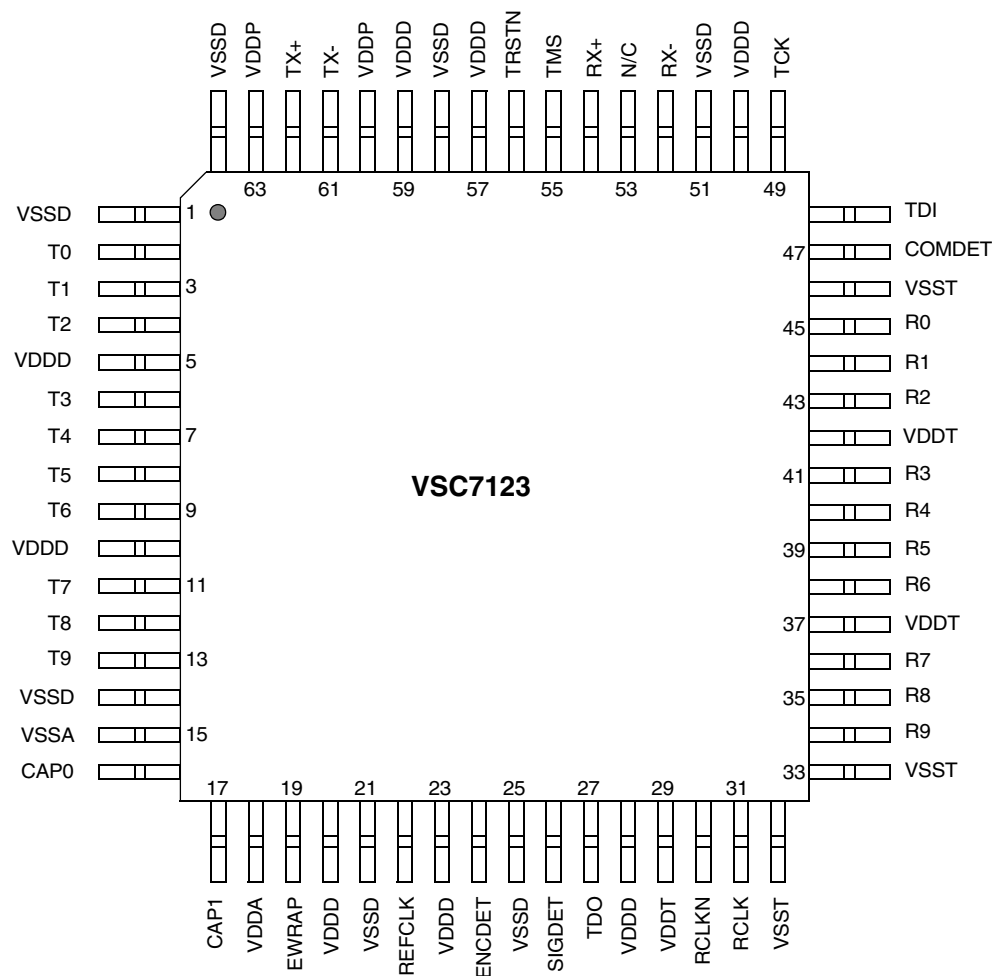 VSSD VDDP TX+ TX- VDDP VDDD VSSD VDDD TRSTN TMS RX+ N/C RX- VSSD VDDD TCK
63 61 59 57 55 53 51 49
VSSD 1 TDI
T0 47 COMDET
T1 3 VSST
T2 45 R0
VDDD 5 R1
T3 43 R2
T4 7 VDDT
T5 41 R3
VSC7123
T6 9 R4
VDDD 39 R5
T7 11 R6
T8 37 VDDT
T9 13 R7
VSSD 35 R8
VSSA 15 R9
CAP0 33 VSST
17 19 21 23 25 27 29 31
CAP1 VDDA EWRAP VDDD VSSD REFCLK VDDD ENCDET VSSD SIGDET TDO VDDD VDDT RCLKN RCLK VSST